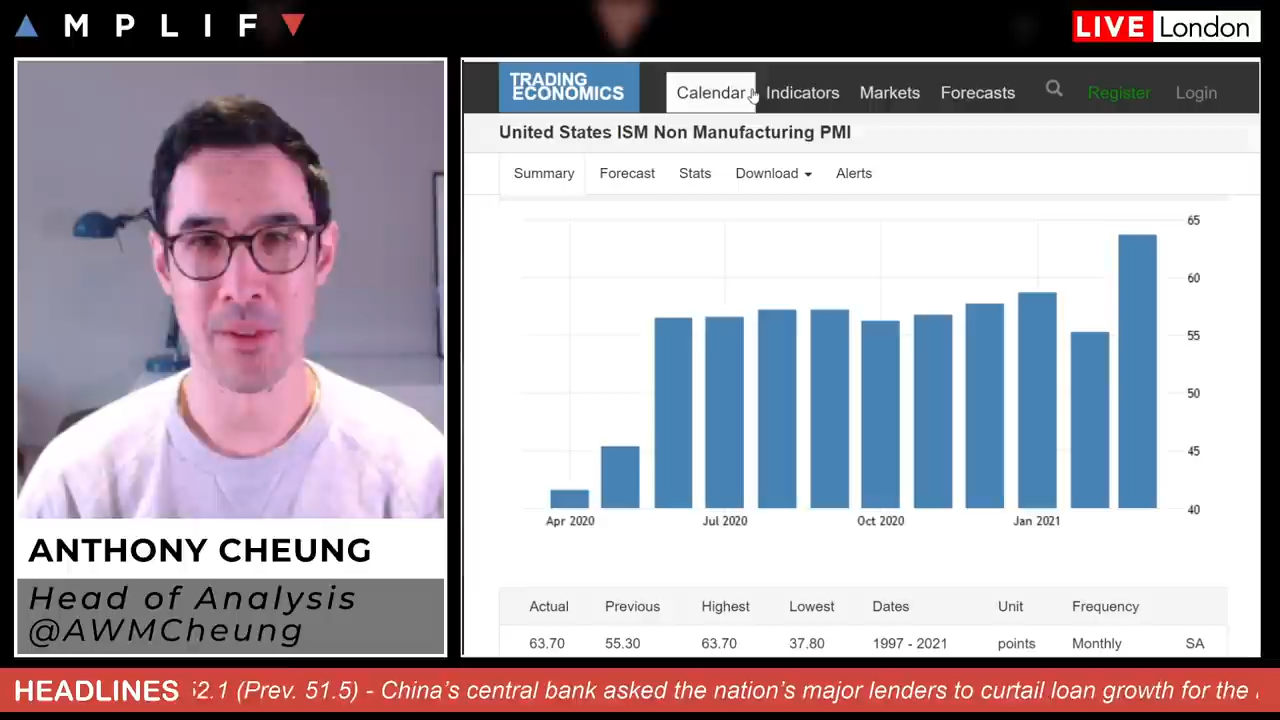 AMPLIFY
LIVE London
TRADING
ECONOMICS
Calendar Indicators Markets Forecasts Register Login
United States ISM Non Manufacturing PMI
Summary Forecast Stats Download Alerts
65
60
55
50
45
40
Apr 2020 Jul 2020 Oct 2020 Jan 2021
Actual Previous Highest Lowest Dates Unit Frequency
63.70 55.30 63.70 37.80 1997 - 2021 points Monthly SA
ANTHONY CHEUNG
Head of Analysis
@AWMCheung
HEADLINES 52.1 (Prev. 51.5) - China's central bank asked the nation's major lenders to curtail loan growth for the